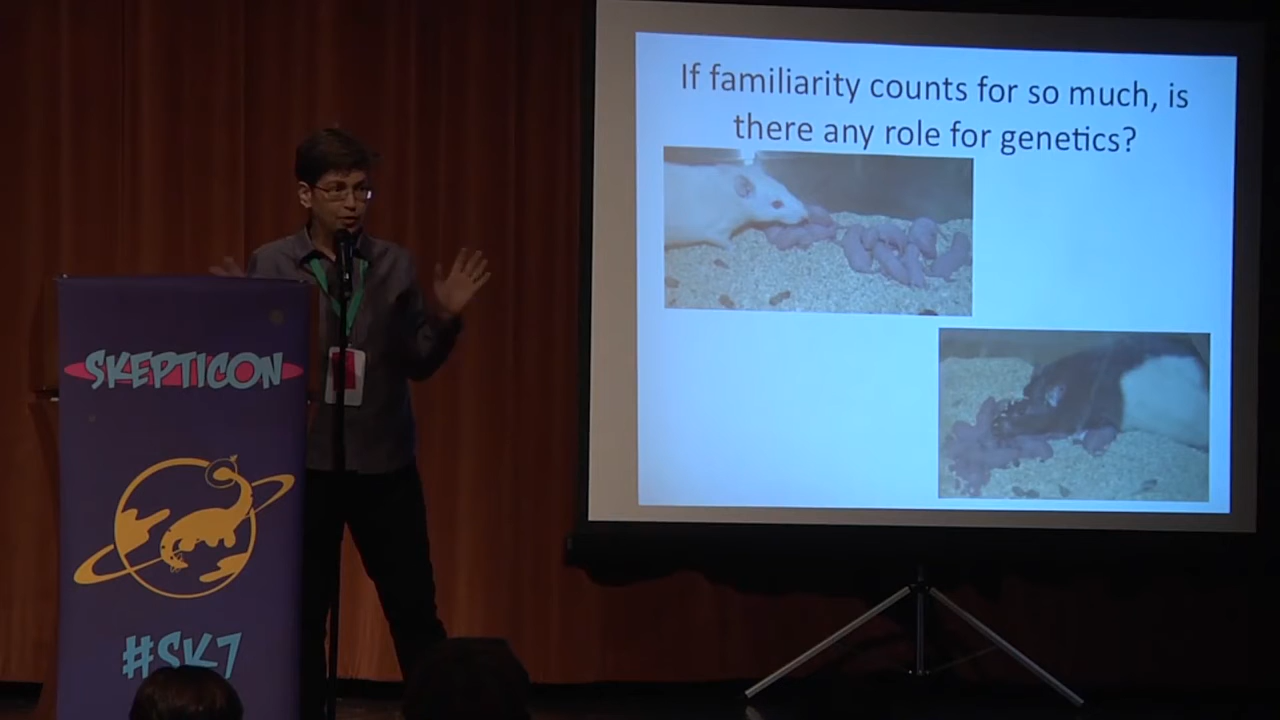 If familiarity counts for so much, is
there any role for genetics?
SKEPTICON
#SK7